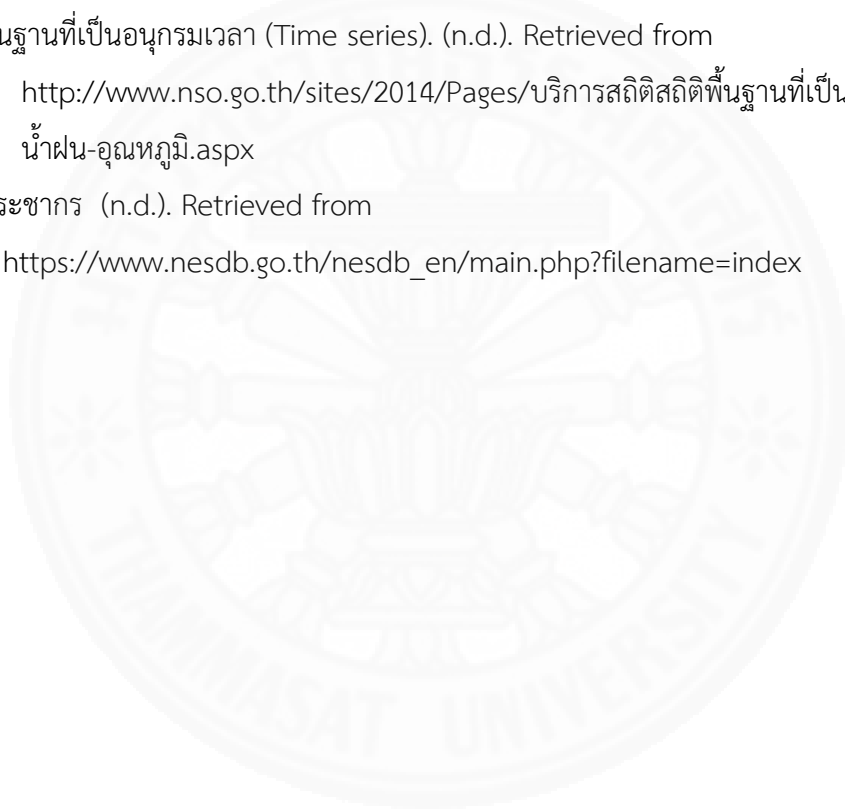 นฐานที่เป็นอนุกรมเวลา (Time series). (n.d.). Retrieved from
http://www.nso.go.th/sites/2014/Pages/บริการสถิติสถิติพื้นฐานที่เป็น
น้ำฝน-อุณหภูมิ.aspx
ระชากร (n.d.). Retrieved from
https://www.nesdb.go.th/nesdb_en/main.php?filename=index
THAMMASAT UNIVERSITY